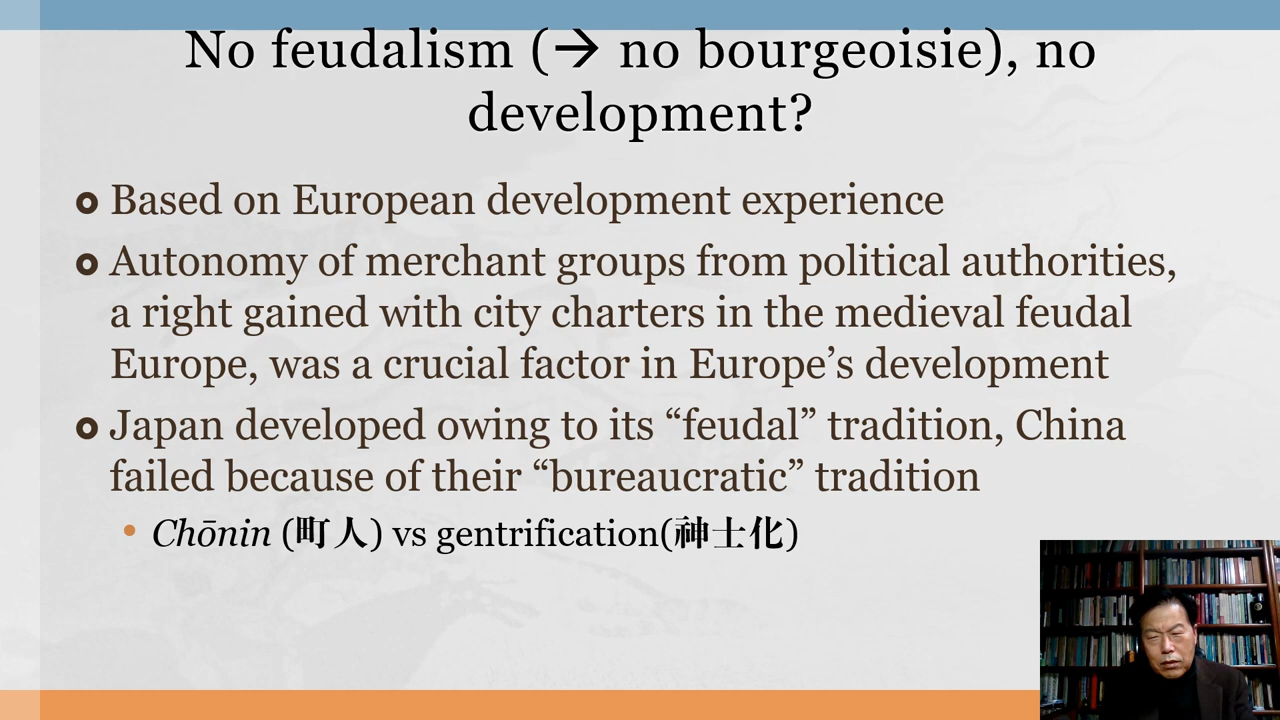 No feudalism (→ no bourgeoisie), no
development?
Based on European development experience
Autonomy of merchant groups from political authorities,
a right gained with city charters in the medieval feudal
Europe, was a crucial factor in Europe’s development
Japan developed owing to its “feudal” tradition, China
failed because of their “bureaucratic” tradition
Chōnin (町人) vs gentrification(神士化)